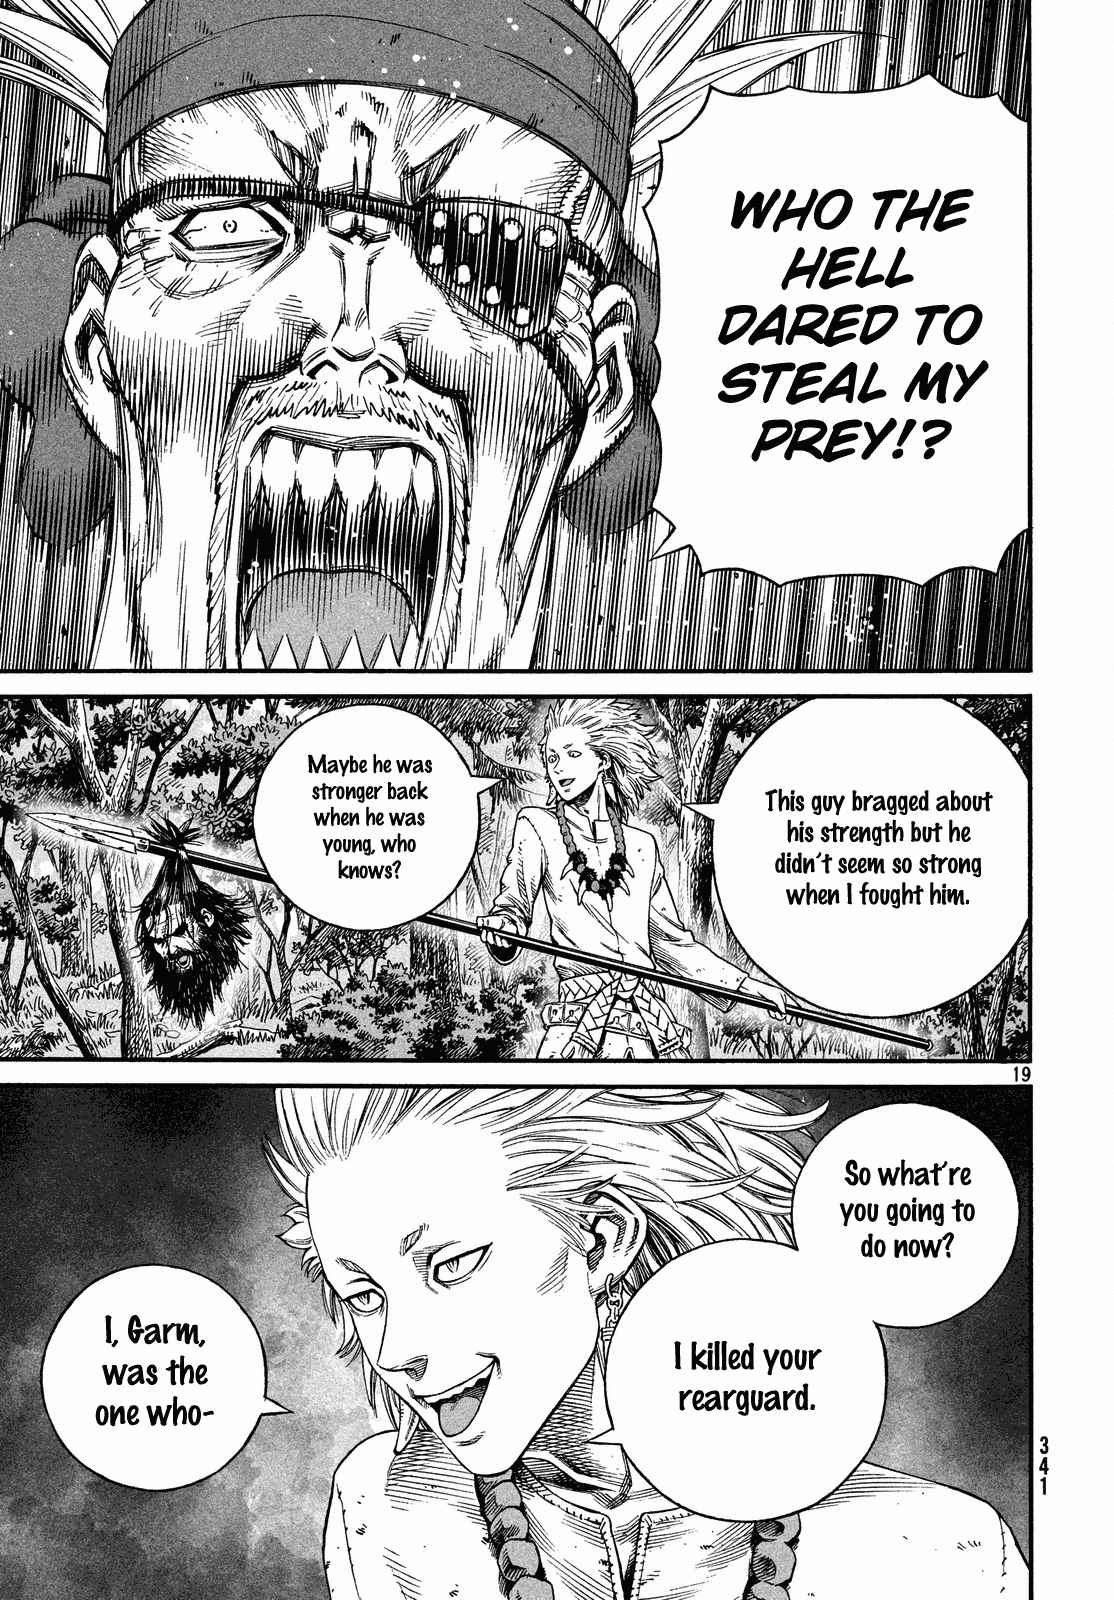 WHO THE
HELL
DARED TO
STEAL MY
PREY!?
This guy bragged about
his strength but he
didn't seem so strong
when I fought him.
Maybe he was
stronger back
when he was
young, who
knows?
19
So what're
you going to
do now?
I killed your
rearguard.
I, Garm,
was the
one who-
341